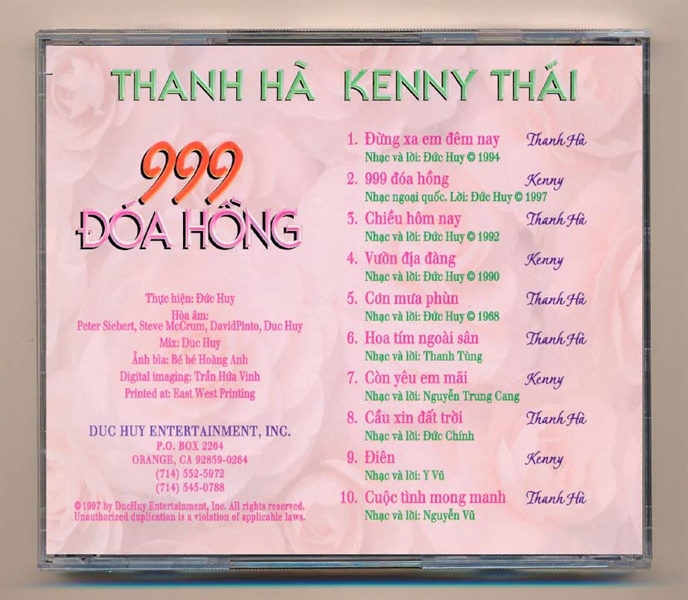 THANH HÀ KENNY THÁI
999
ĐÓA HỒNG
Thực hiện: Đức Huy
Hòa âm:
Peter Siebert, Steve McCrum, DavidPinto, Duc Huy
Mix: Duc Huy
Ảnh bìa: Bé bé Hoàng Anh
Digital imaging: Trần Hứa Vinh
Printed at: East West Printing
DUC HUY ENTERTAINMENT, INC.
P.O. BOX 2264
ORANGE, CA 92859-0264
(714) 552-5972
(714) 545-0788
© 1997 by DucHuy Entertainment, Inc. All rights reserved.
Unauthorized duplication is a violation of applicable laws.
1. Đừng xa em đêm nay Thanh Hà
Nhạc và lời: Đức Huy © 1994
2. 999 đóa hồng Kenny
Nhạc ngoại quốc. Lời: Đức Huy © 1997
3. Chiều hôm nay Thanh Hà
Nhạc và lời: Đức Huy © 1992
4. Vườn địa đàng Kenny
Nhạc và lời: Đức Huy © 1990
5. Cơn mưa phùn Thanh Hà
Nhạc và lời: Đức Huy © 1968
6. Hoa tím ngoài sân Thanh Hà
Nhạc và lời: Thanh Tùng
7. Còn yêu em mãi Kenny
Nhạc và lời: Nguyễn Trung Cang
8. Cầu xin đất trời Thanh Hà
Nhạc và lời: Đức Chính
9. Điên Kenny
Nhạc và lời: Y Vũ
10. Cuộc tình mong manh Thanh Hà
Nhạc và lời: Nguyễn Vũ